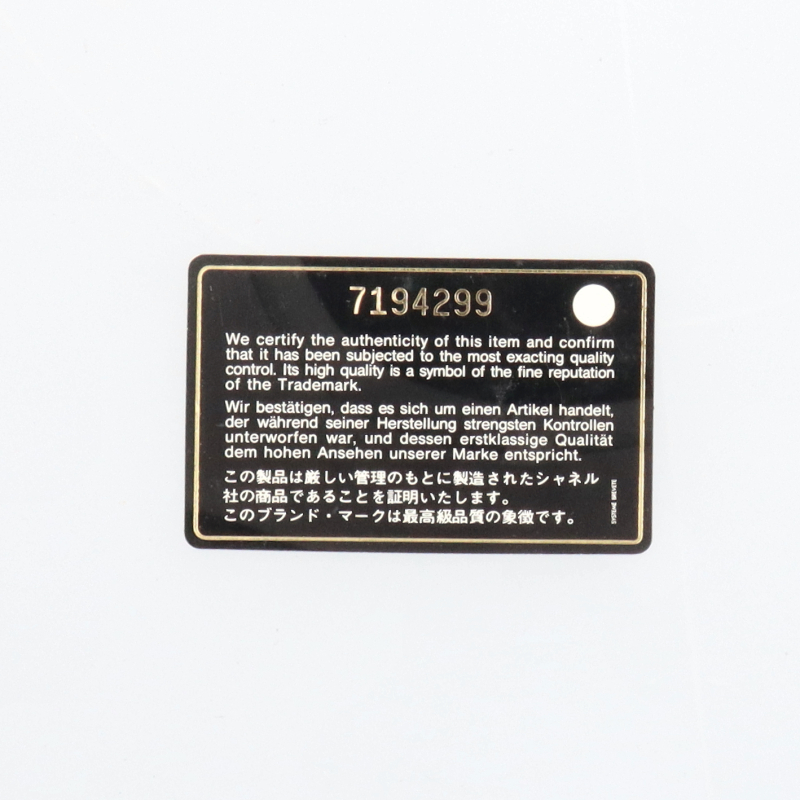 7194299
We certify the authenticity of this item and confirm
that it has been subjected to the most exacting quality
control. Its high quality is a symbol of the fine reputation
of the Trademark.
Wir bestätigen, dass es sich um einen Artikel handelt,
der während seiner Herstellung strengsten Kontrollen
unterworfen war, und dessen erstklassige Qualität
dem hohen Ansehen unserer Marke entspricht.
この製品は厳しい管理のもとに製造されたシャネル
社の商品であることを証明いたします。
このブランド・マークは最高級品質の象徴です。